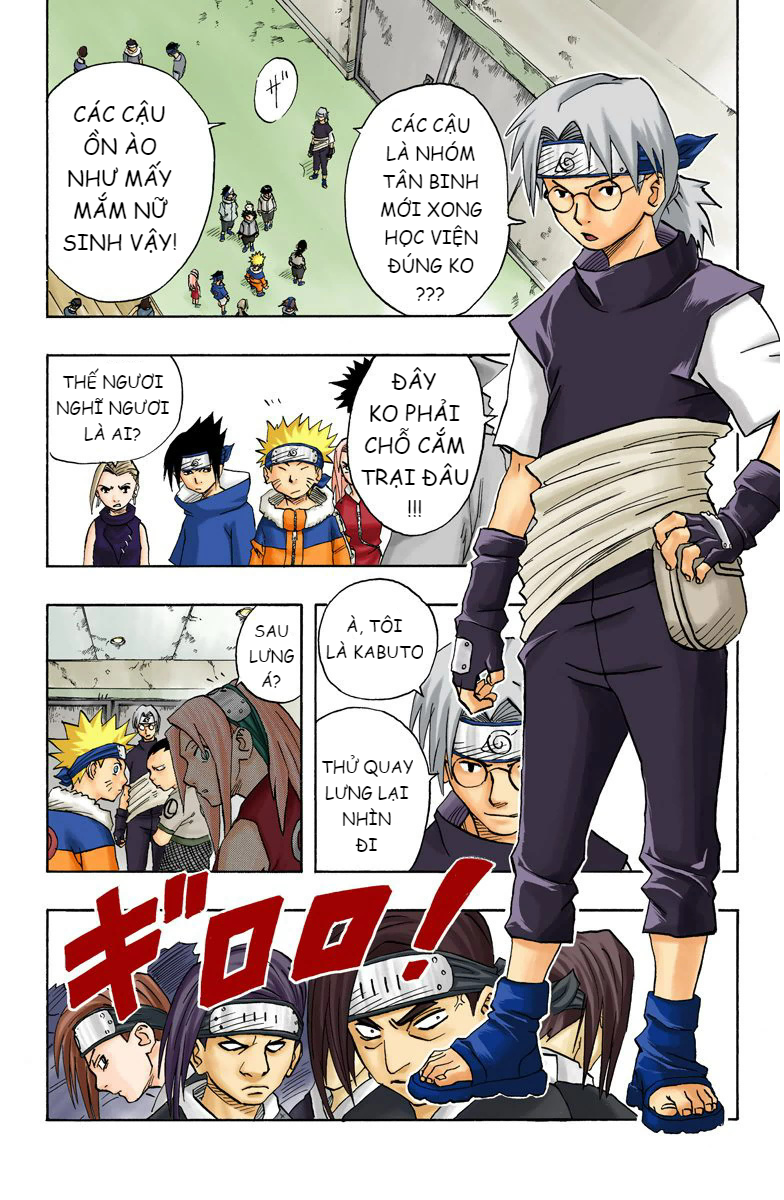 CÁC CẬU
LÀ NHÓM
TÂN BINH
MỚI XONG
HỌC VIỆN
ĐÚNG KO
???
ザッ
CÁC CẬU
ỒN ÀO
NHƯ MẤY
MẮM NỮ
SINH VẬY!
ĐÂY
KO PHẢI
CHỖ CẮM
TRẠI ĐÂU
!!!
THẾ NGƯƠI
NGHĨ NGƯƠI
LÀ AI?
À, TÔI
LÀ KABUTO
THỬ QUAY
LƯNG LẠI
NHÌN
ĐI
SAU
LƯNG
Á?
ギロロ!